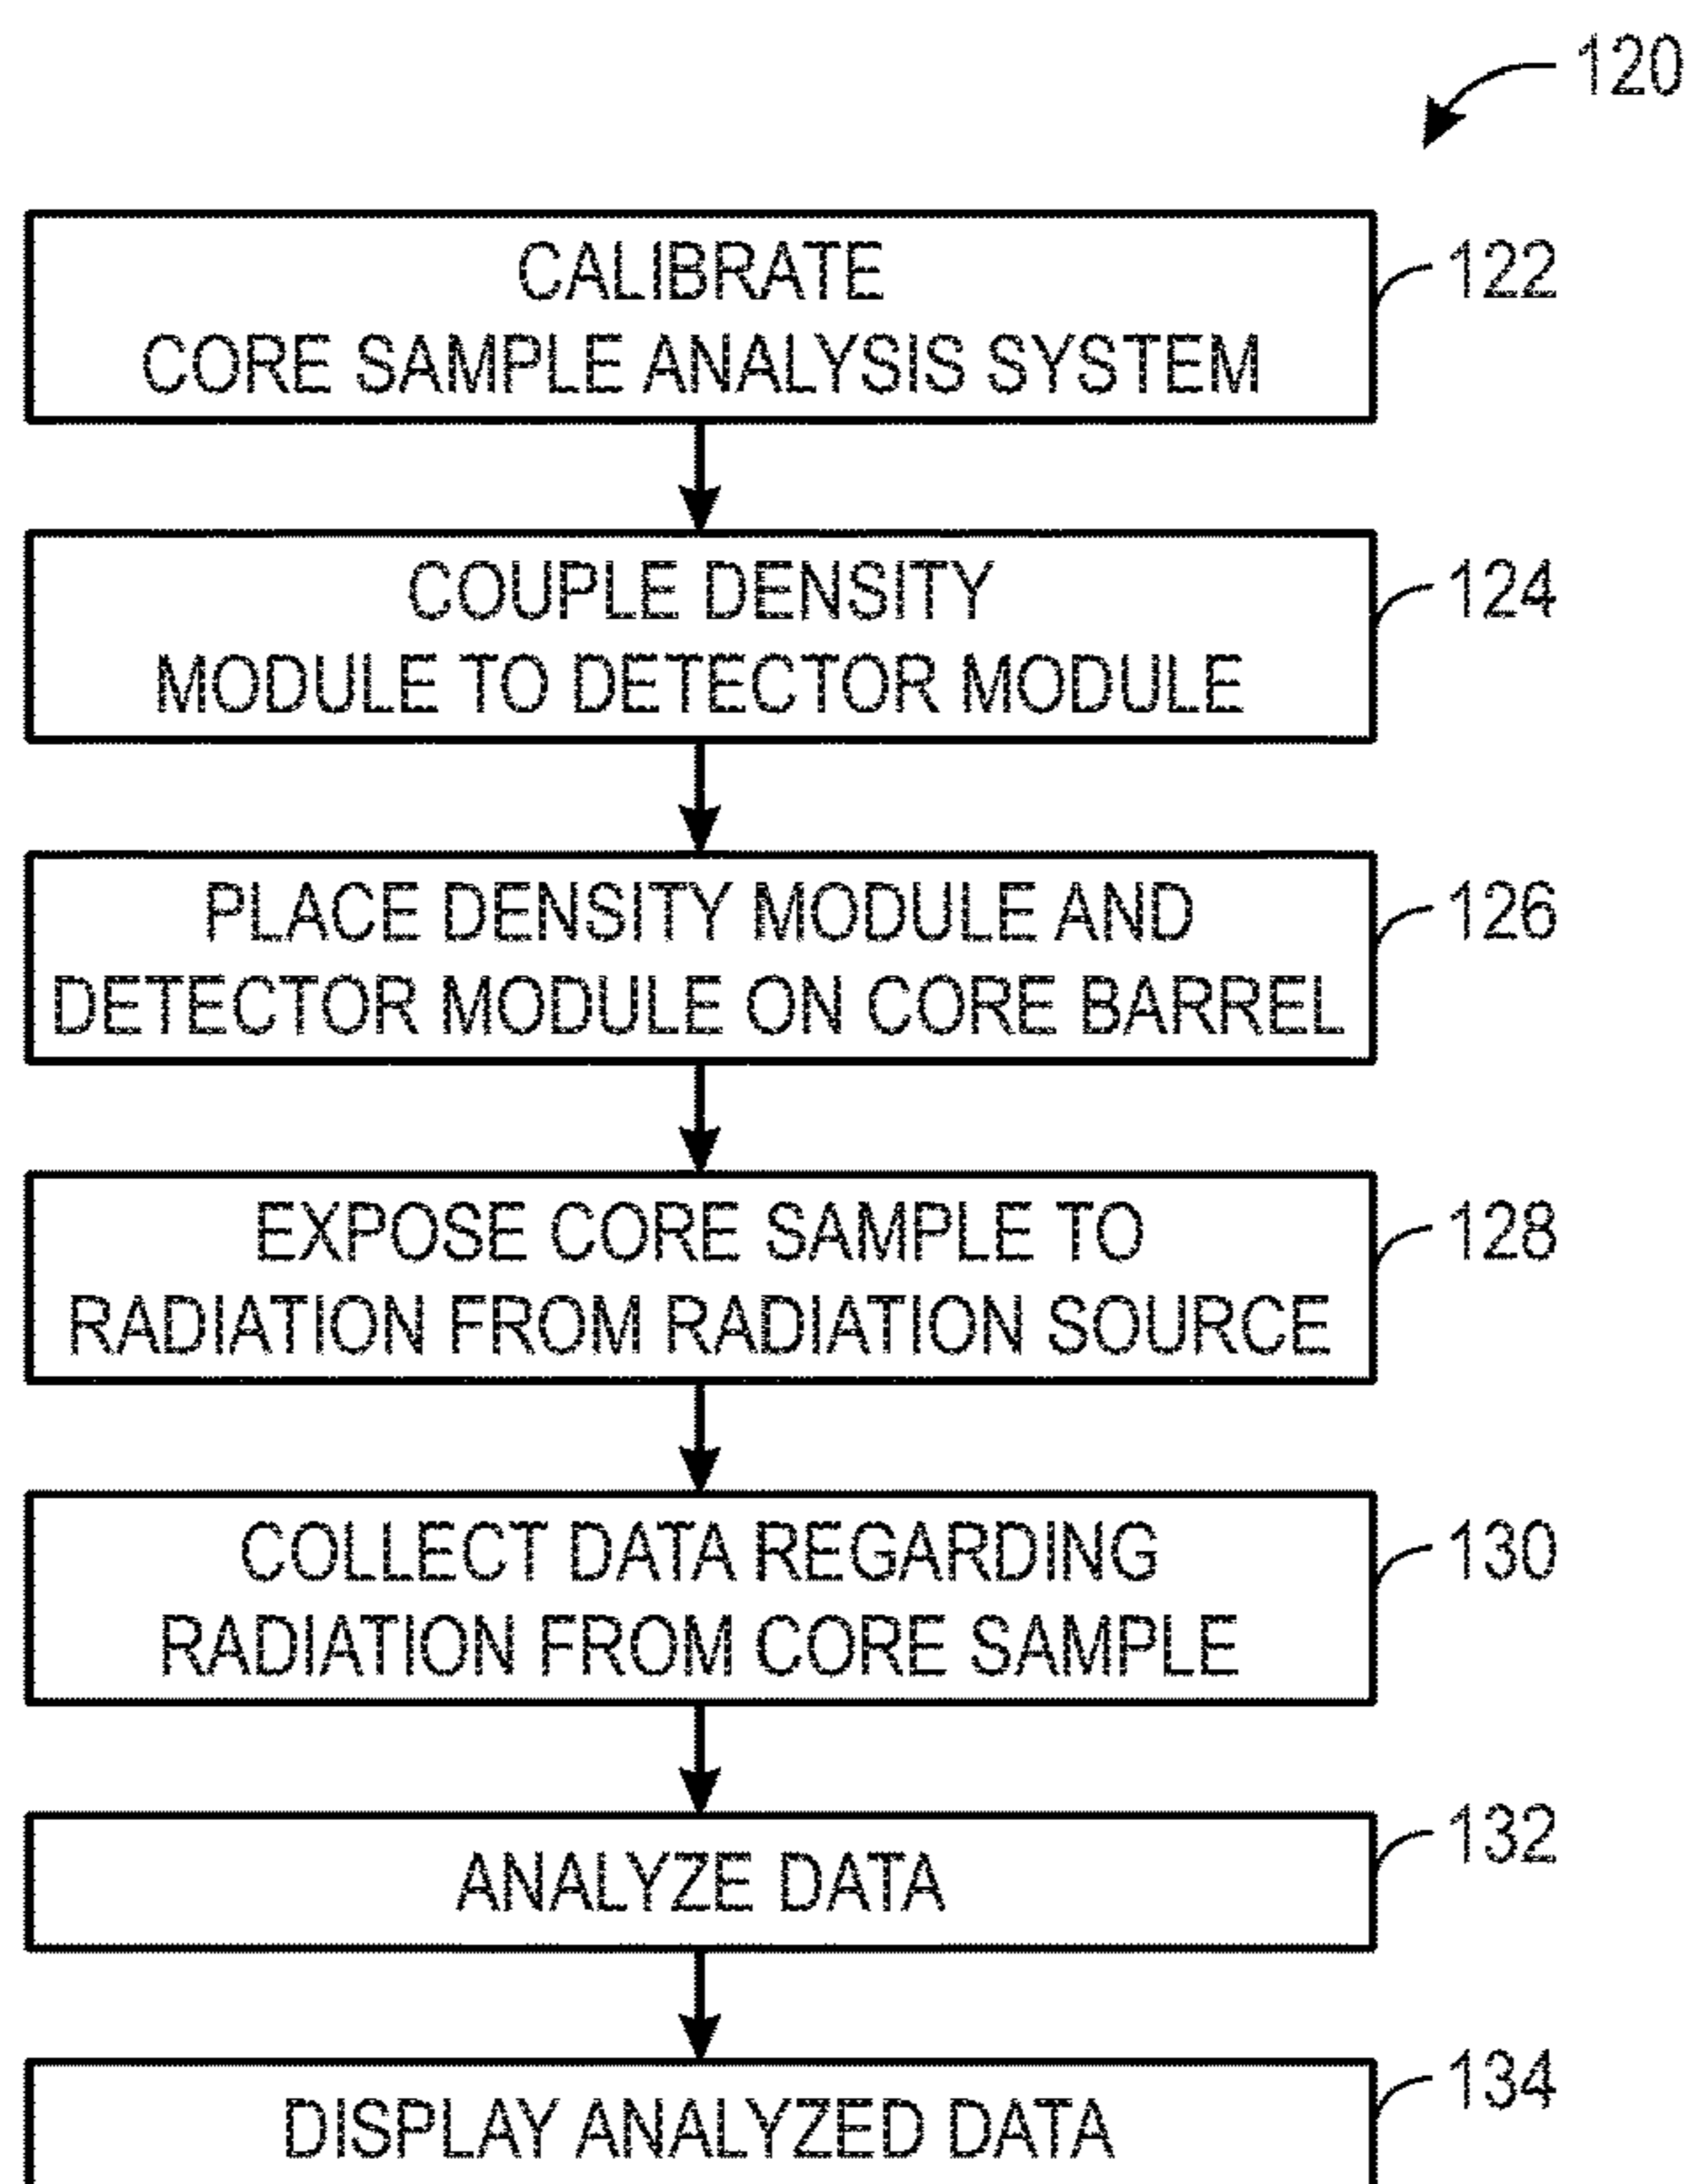 120
CALIBRATE
CORE SAMPLE ANALYSIS SYSTEM
122
COUPLE DENSITY
MODULE TO DETECTOR MODULE
124
PLACE DENSITY MODULE AND
DETECTOR MODULE ON CORE BARREL
126
EXPOSE CORE SAMPLE TO
RADIATION FROM RADIATION SOURCE
128
COLLECT DATA REGARDING
RADIATION FROM CORE SAMPLE
130
ANALYZE DATA
132
DISPLAY ANALYZED DATA
134